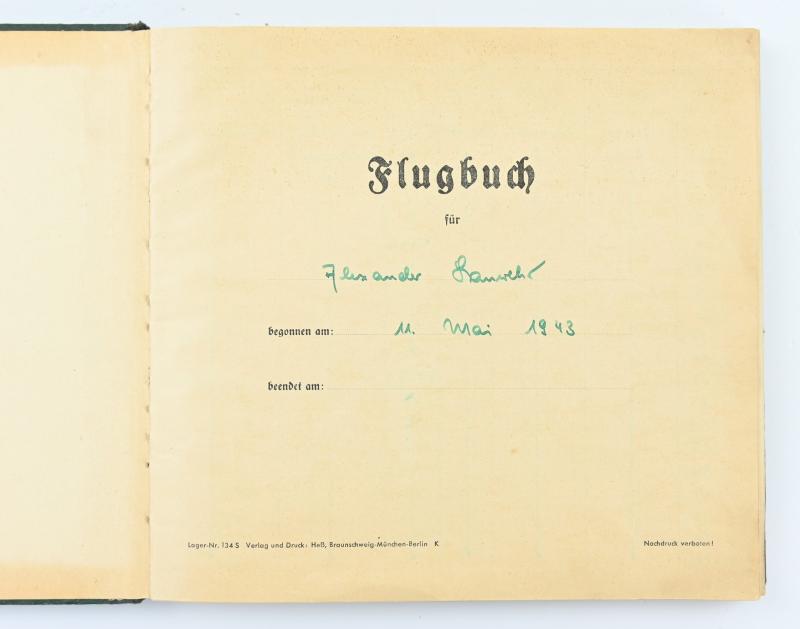 Flugbuch
für
Alexander
begonnen am: 11. Mai 1943
beendet am:
Lager-Nr. 134 S Verlag und Druck: Heß, Braunschweig-München-Berlin K
Nachdruck verboten!